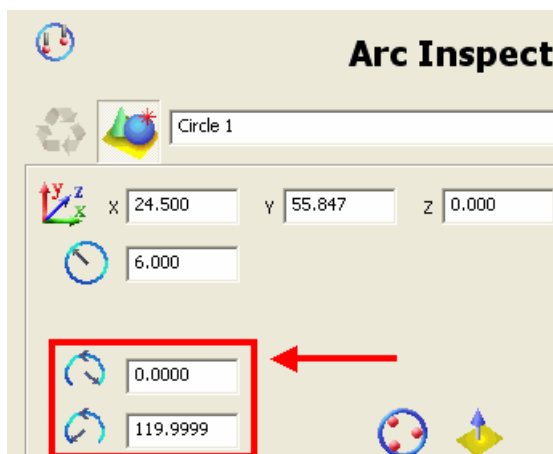 Arc Inspect
Circle 1
X 24.500 Y 55.847 Z 0.000
6.000
0.0000
119.9999